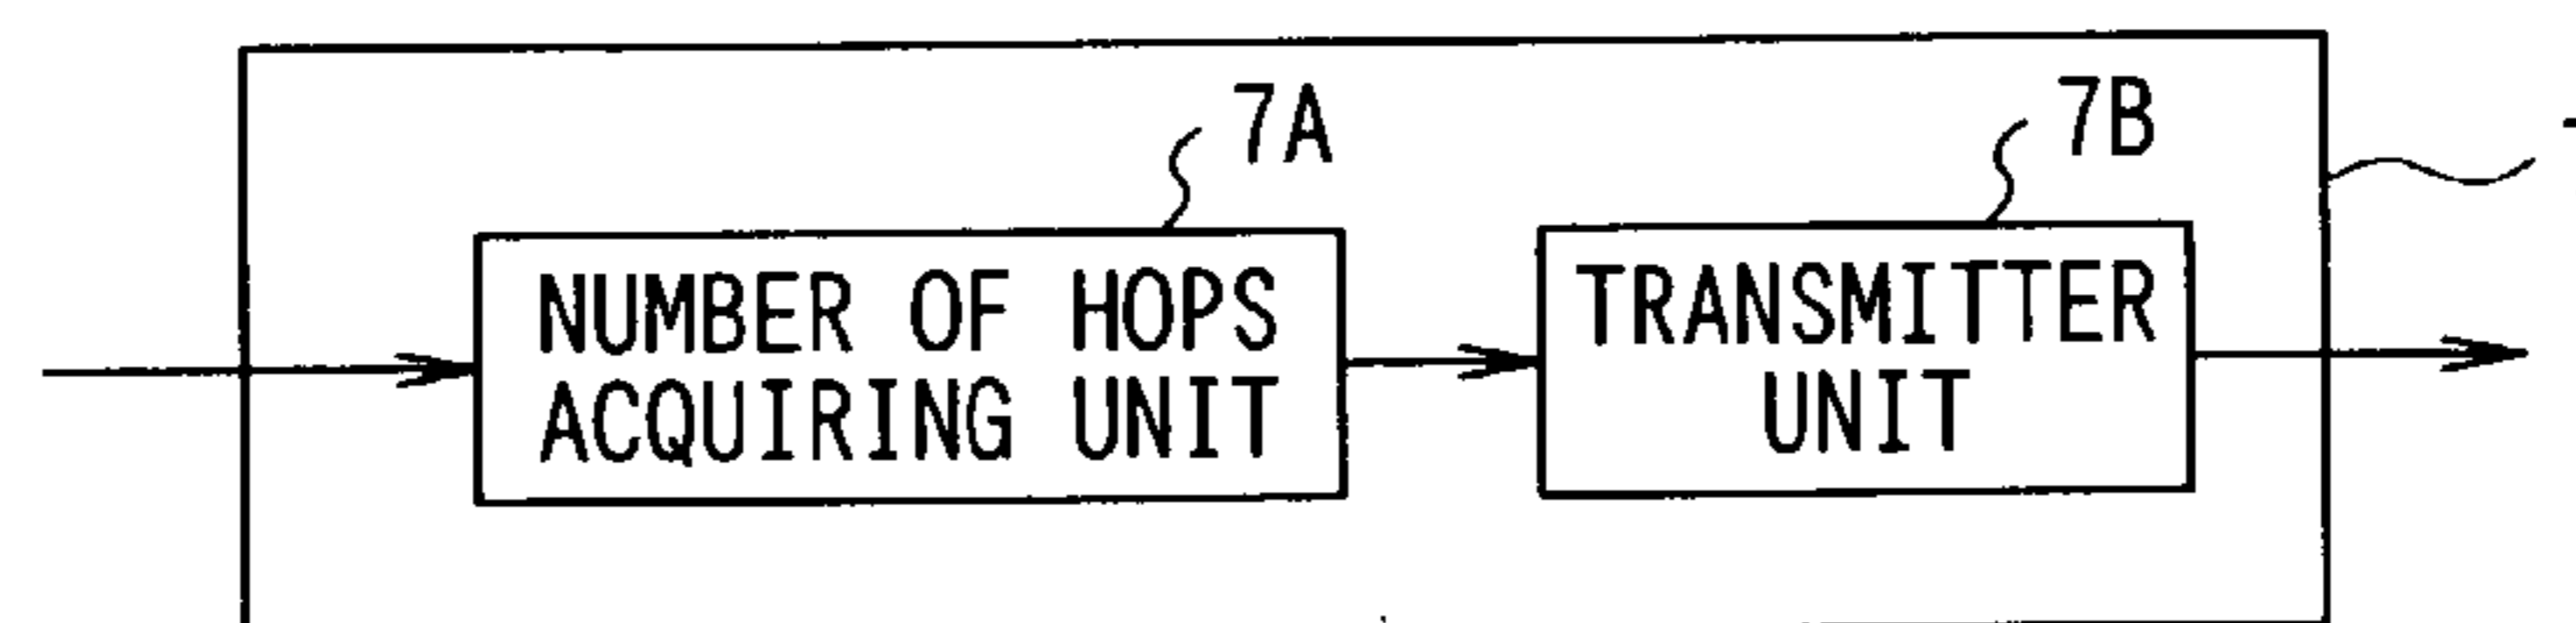 7A
7B
NUMBER OF HOPS
ACQUIRING UNIT
TRANSMITTER
UNIT